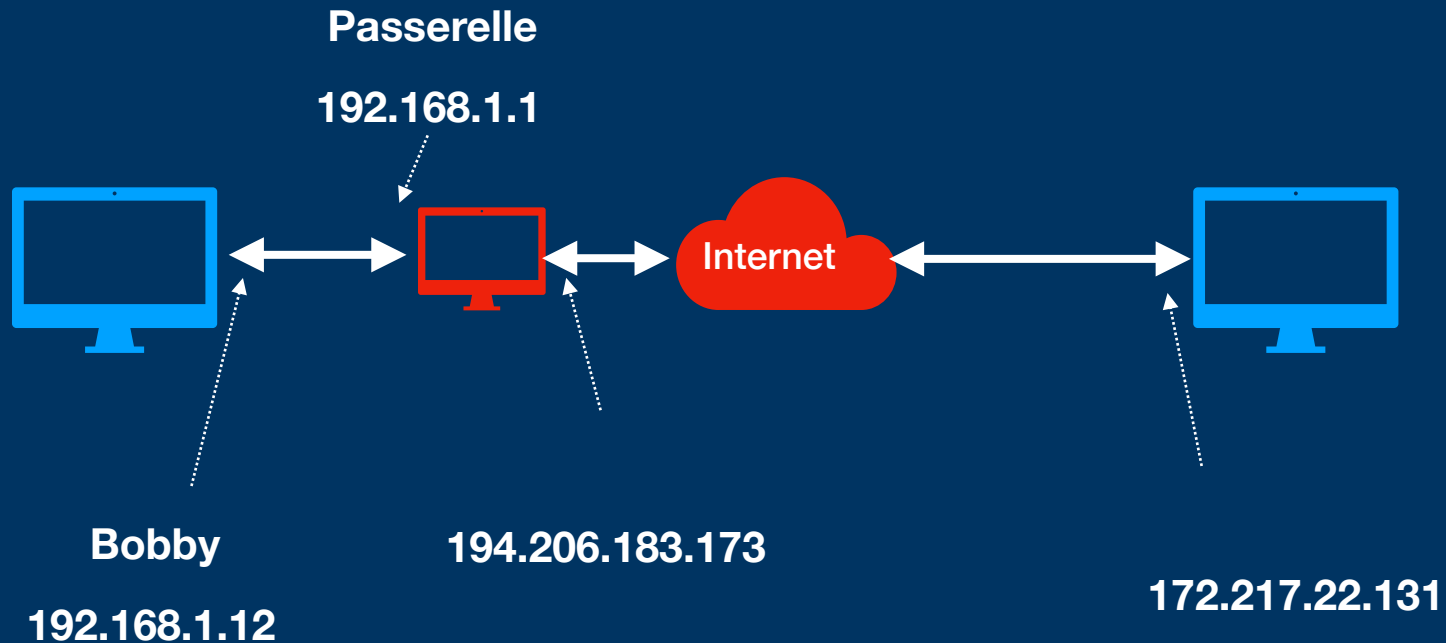 Passerelle
192.168.1.1
Internet
Bobby
192.168.1.12
194.206.183.173
172.217.22.131